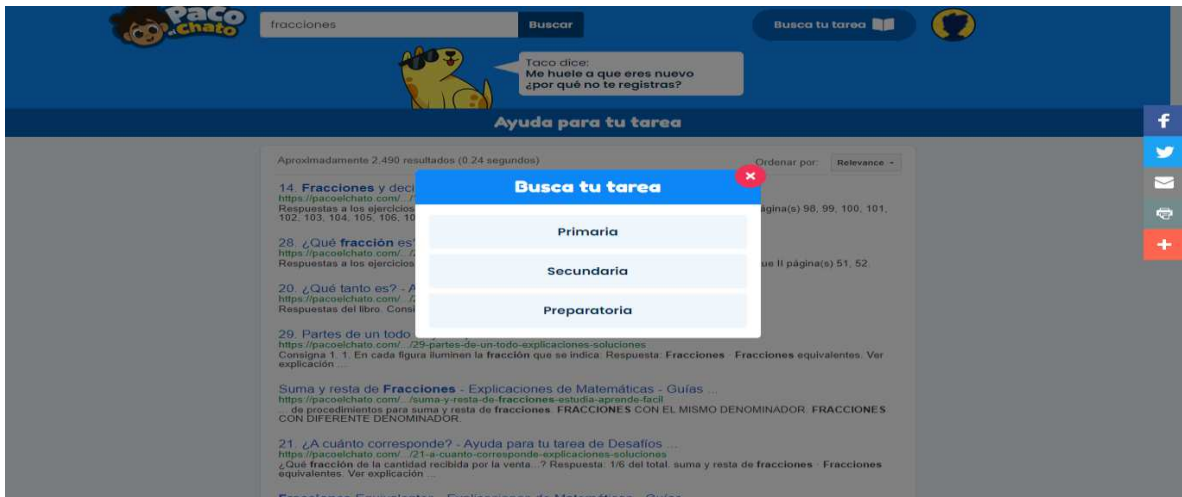 Paco
el Chato
fracciones
Buscar
Busca tu tarea
Taco dice:
Me huele a que eres nuevo
¿por qué no te registras?
Ayuda para tu tarea
Aproximadamente 2,490 resultados (0.24 segundos)
Ordenar por: Relevance
Busca tu tarea
Primaria
Secundaria
Preparatoria
14. Fracciones y deci
https://pacoelchato.com/.../
Respuestas a los ejercicios
ágina(s) 98, 99, 100, 101,
102, 103, 104, 105, 106, 10
28. ¿Qué fracción es
https://pacoelchato.com/.../
Respuestas a los ejercicios
ue II página(s) 51, 52.
20. ¿Qué tanto es? - A
https://pacoelchato.com/.../
Respuestas del libro. Consi
29. Partes de un todo
https://pacoelchato.com/.../29-partes-de-un-todo-explicaciones-soluciones
Consigna 1. 1. En cada figura iluminen la fracción que se indica: Respuesta: Fracciones · Fracciones equivalentes. Ver
explicación ...
Suma y resta de Fracciones - Explicaciones de Matemáticas - Guías ...
https://pacoelchato.com/.../suma-y-resta-de-fracciones-estudia-aprende-facil
... de procedimientos para suma y resta de fracciones. FRACCIONES CON EL MISMO DENOMINADOR. FRACCIONES
CON DIFERENTE DENOMINADOR.
21. ¿A cuánto corresponde? - Ayuda para tu tarea de Desafíos ...
https://pacoelchato.com/.../21-a-cuanto-corresponde-explicaciones-soluciones
¿Qué fracción de la cantidad recibida por la venta...? Respuesta: 1/6 del total. suma y resta de fracciones · Fracciones
equivalentes. Ver explicación ...
Fracciones Equivalentes - Explicaciones de Matemáticas - Guías ...